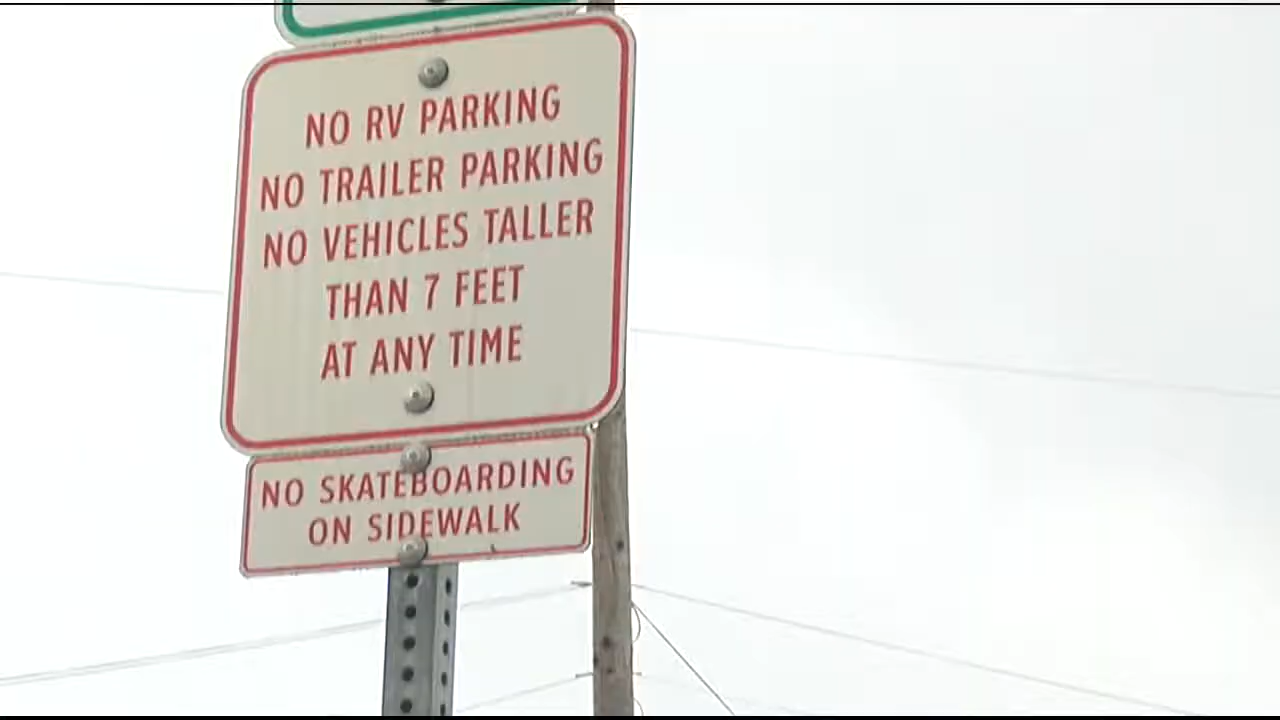 NO RV PARKING
NO TRAILER PARKING
NO VEHICLES TALLER
THAN 7 FEET
AT ANY TIME
NO SKATEBOARDING
ON SIDEWALK